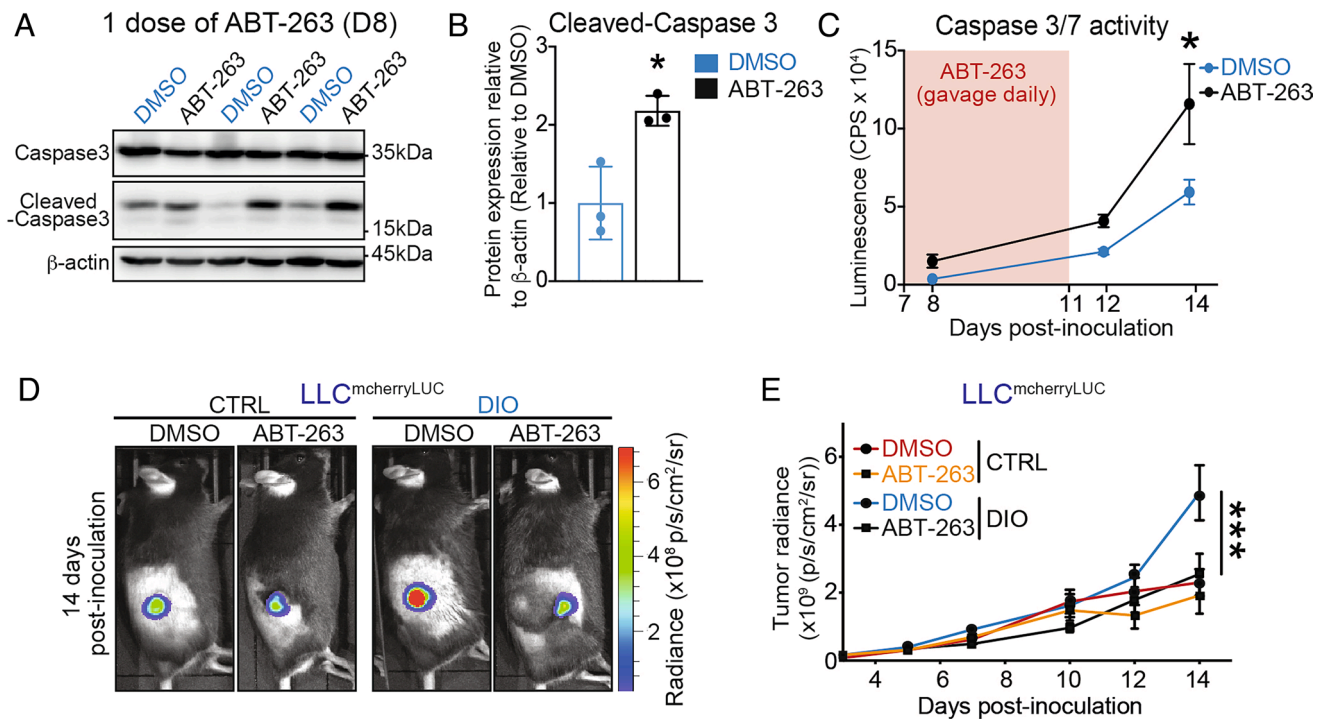 A
1 dose of ABT-263 (D8)
DMSO
ABT-263
DMSO
ABT-263
DMSO
ABT-263
Caspase3
35kDa
Cleaved
-Caspase3
15kDa
β-actin
45kDa
B
Cleaved-Caspase 3
Protein expression relative
to β-actin (Relative to DMSO)
3
2
1
0
*
DMSO
ABT-263
C
Caspase 3/7 activity
Luminescence (CPS x 10⁴)
15
10
5
0
ABT-263
(gavage daily)
*
DMSO
ABT-263
7 8 11 12 14
Days post-inoculation
D
LLCmcherryLUC
CTRL DIO
DMSO ABT-263 DMSO ABT-263
14 days
post-inoculation
6
4
2
Radiance (x10⁸ p/s/cm²/sr)
E
LLCmcherryLUC
Tumor radiance
(x10⁹ (p/s/cm²/sr))
6
4
2
0
DMSO
ABT-263
CTRL
DMSO
ABT-263
DIO
***
4 6 8 10 12 14
Days post-inoculation